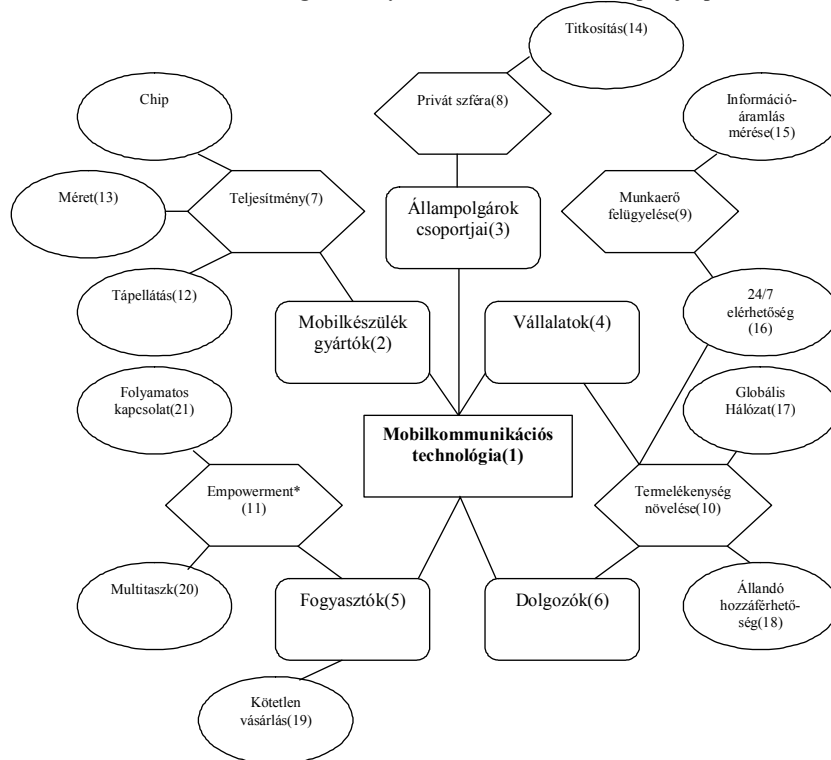 Titkosítás(14)
Chip
Privát szféra(8)
Információ-
áramlás
mérése(15)
Méret(13)
Teljesítmény(7)
Állampolgárok
csoportjai(3)
Munkaerő
felügyelése(9)
Tápellátás(12)
Mobilkészülék
gyártók(2)
Vállalatok(4)
24/7
elérhetőség
(16)
Folyamatos
kapcsolat(21)
Globális
Hálózat(17)
Mobilkommunikációs
technológia(1)
Empowerment*
(11)
Termelékenység
növelése(10)
Multitaszk(20)
Fogyasztók(5)
Dolgozók(6)
Állandó
hozzáférhető-
ség(18)
Kötetlen
vásárlás(19)